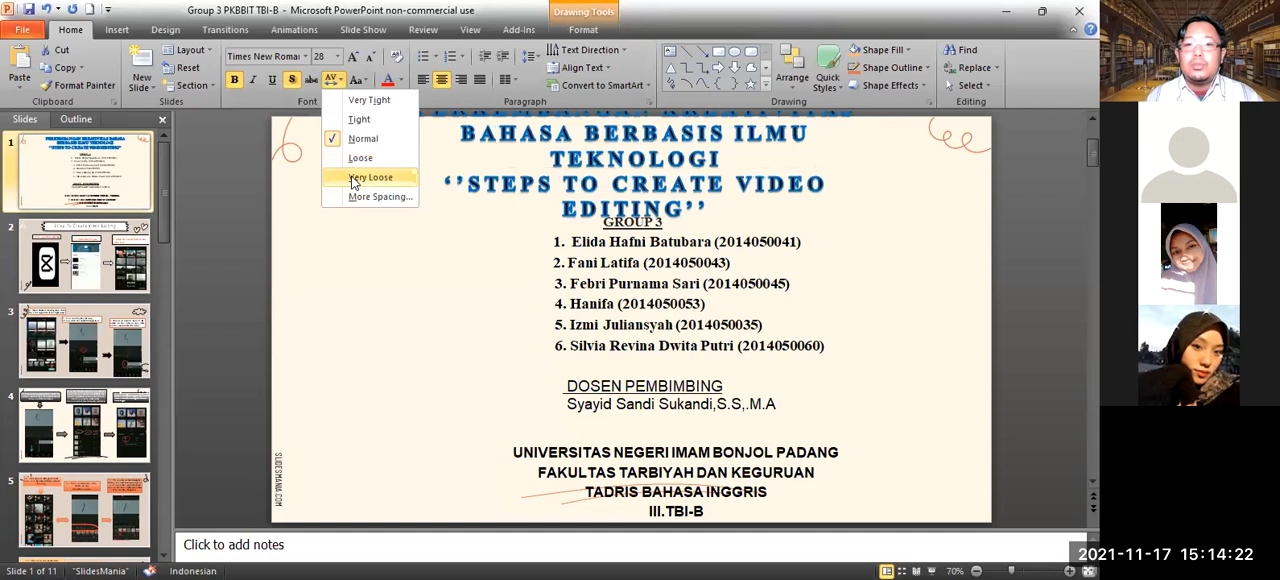 Group 3 PKBBIT TBI-B - Microsoft PowerPoint non-commercial use
Drawing Tools
File
Home
Insert
Design
Transitions
Animations
Slide Show
Review
View
Add-Ins
Format
Paste
Cut
Copy
Format Painter
Clipboard
New Slide
Layout
Reset
Section
Slides
Times New Roma
28
Font
Text Direction
Align Text
Convert to SmartArt
Paragraph
Arrange
Quick Styles
Shape Fill
Shape Outline
Shape Effects
Drawing
Find
Replace
Select
Editing
Very Tight
Tight
Normal
Loose
Very Loose
More Spacing...
Slides
Outline
1
2
3
4
5
BAHASA BERBASIS ILMU
TEKNOLOGI
‘’STEPS TO CREATE VIDEO
EDITING’’
GROUP 3
1. Elida Hafni Batubara (2014050041)
2. Fani Latifa (2014050043)
3. Febri Purnama Sari (2014050045)
4. Hanifa (2014050053)
5. Izmi Juliansyah (2014050035)
6. Silvia Revina Dwita Putri (2014050060)
DOSEN PEMBIMBING
Syayid Sandi Sukandi,S.S,.M.A
UNIVERSITAS NEGERI IMAM BONJOL PADANG
FAKULTAS TARBIYAH DAN KEGURUAN
TADRIS BAHASA INGGRIS
III.TBI-B
SLIDESMANIA.COM
Click to add notes
Slide 1 of 11
"SlidesMania"
Indonesian
70%
2021-11-17 15:14:22